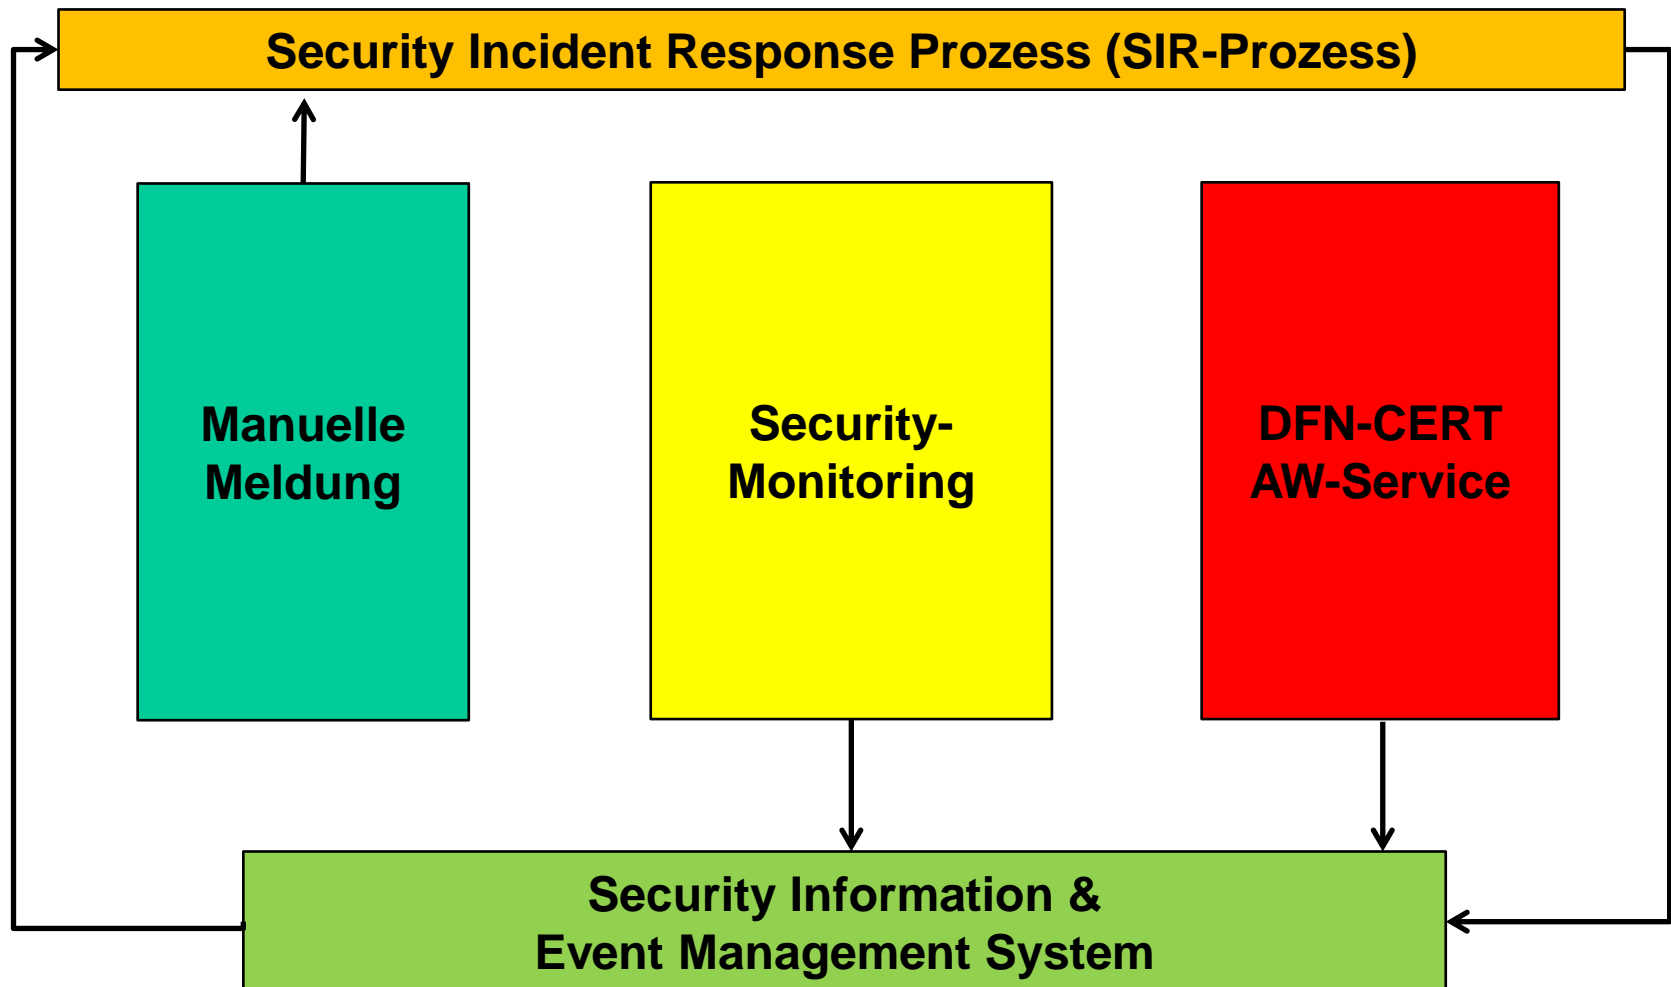 Security Incident Response Prozess (SIR-Prozess)
Manuelle
Meldung
Security-
Monitoring
DFN-CERT
AW-Service
Security Information &
Event Management System